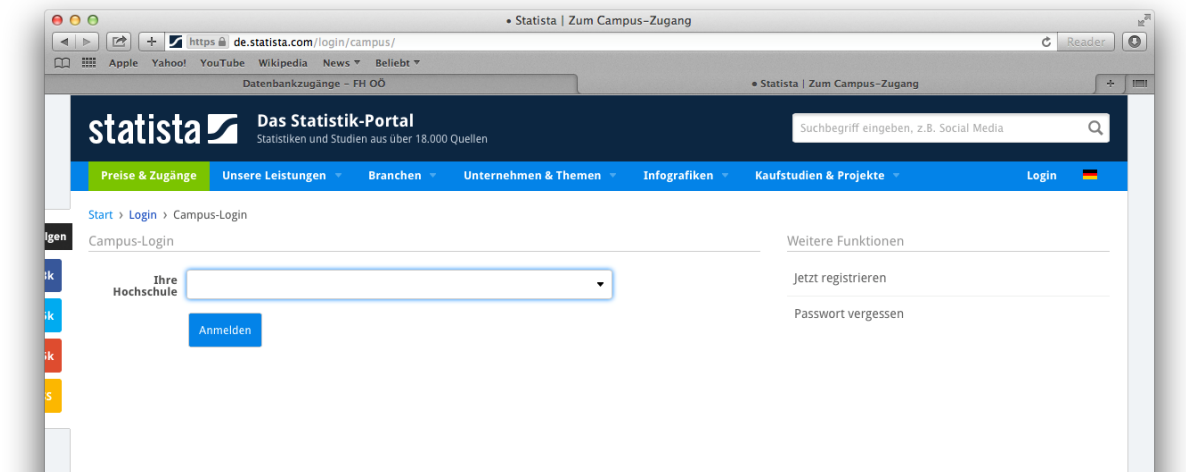 Statista | Zum Campus-Zugang
https de.statista.com/login/campus/
Reader
Apple Yahoo! YouTube Wikipedia News Beliebt
Datenbankzugänge – FH OÖ
Statista | Zum Campus-Zugang
statista
Das Statistik-Portal
Statistiken und Studien aus über 18.000 Quellen
Suchbegriff eingeben, z.B. Social Media
Preise & Zugänge Unsere Leistungen Branchen Unternehmen & Themen Infografiken Kaufstudien & Projekte Login
Start › Login › Campus-Login
lgen
Campus-Login
Weitere Funktionen
Ihre
Hochschule
Jetzt registrieren
Passwort vergessen
Anmelden